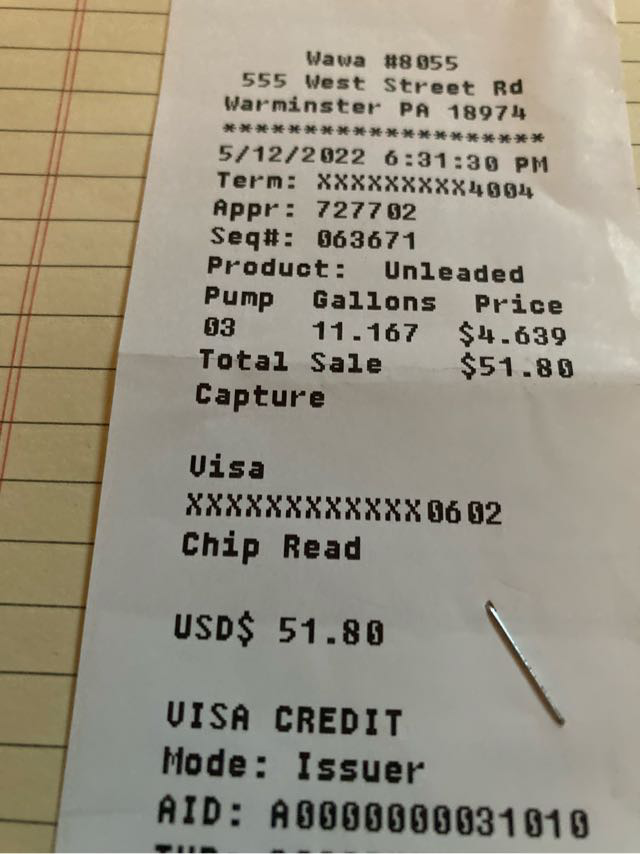 Wawa #8055
555 West Street Rd
Warminster PA 18974
********************
5/12/2022 6:31:30 PM
Term: XXXXXXXXX4004
Appr: 727702
Seq#: 063671
Product: Unleaded
Pump Gallons Price
03 11.167 $4.639
Total Sale $51.80
Capture
Visa
XXXXXXXXXXXX0602
Chip Read
USD$ 51.80
VISA CREDIT
Mode: Issuer
AID: A0000000031010